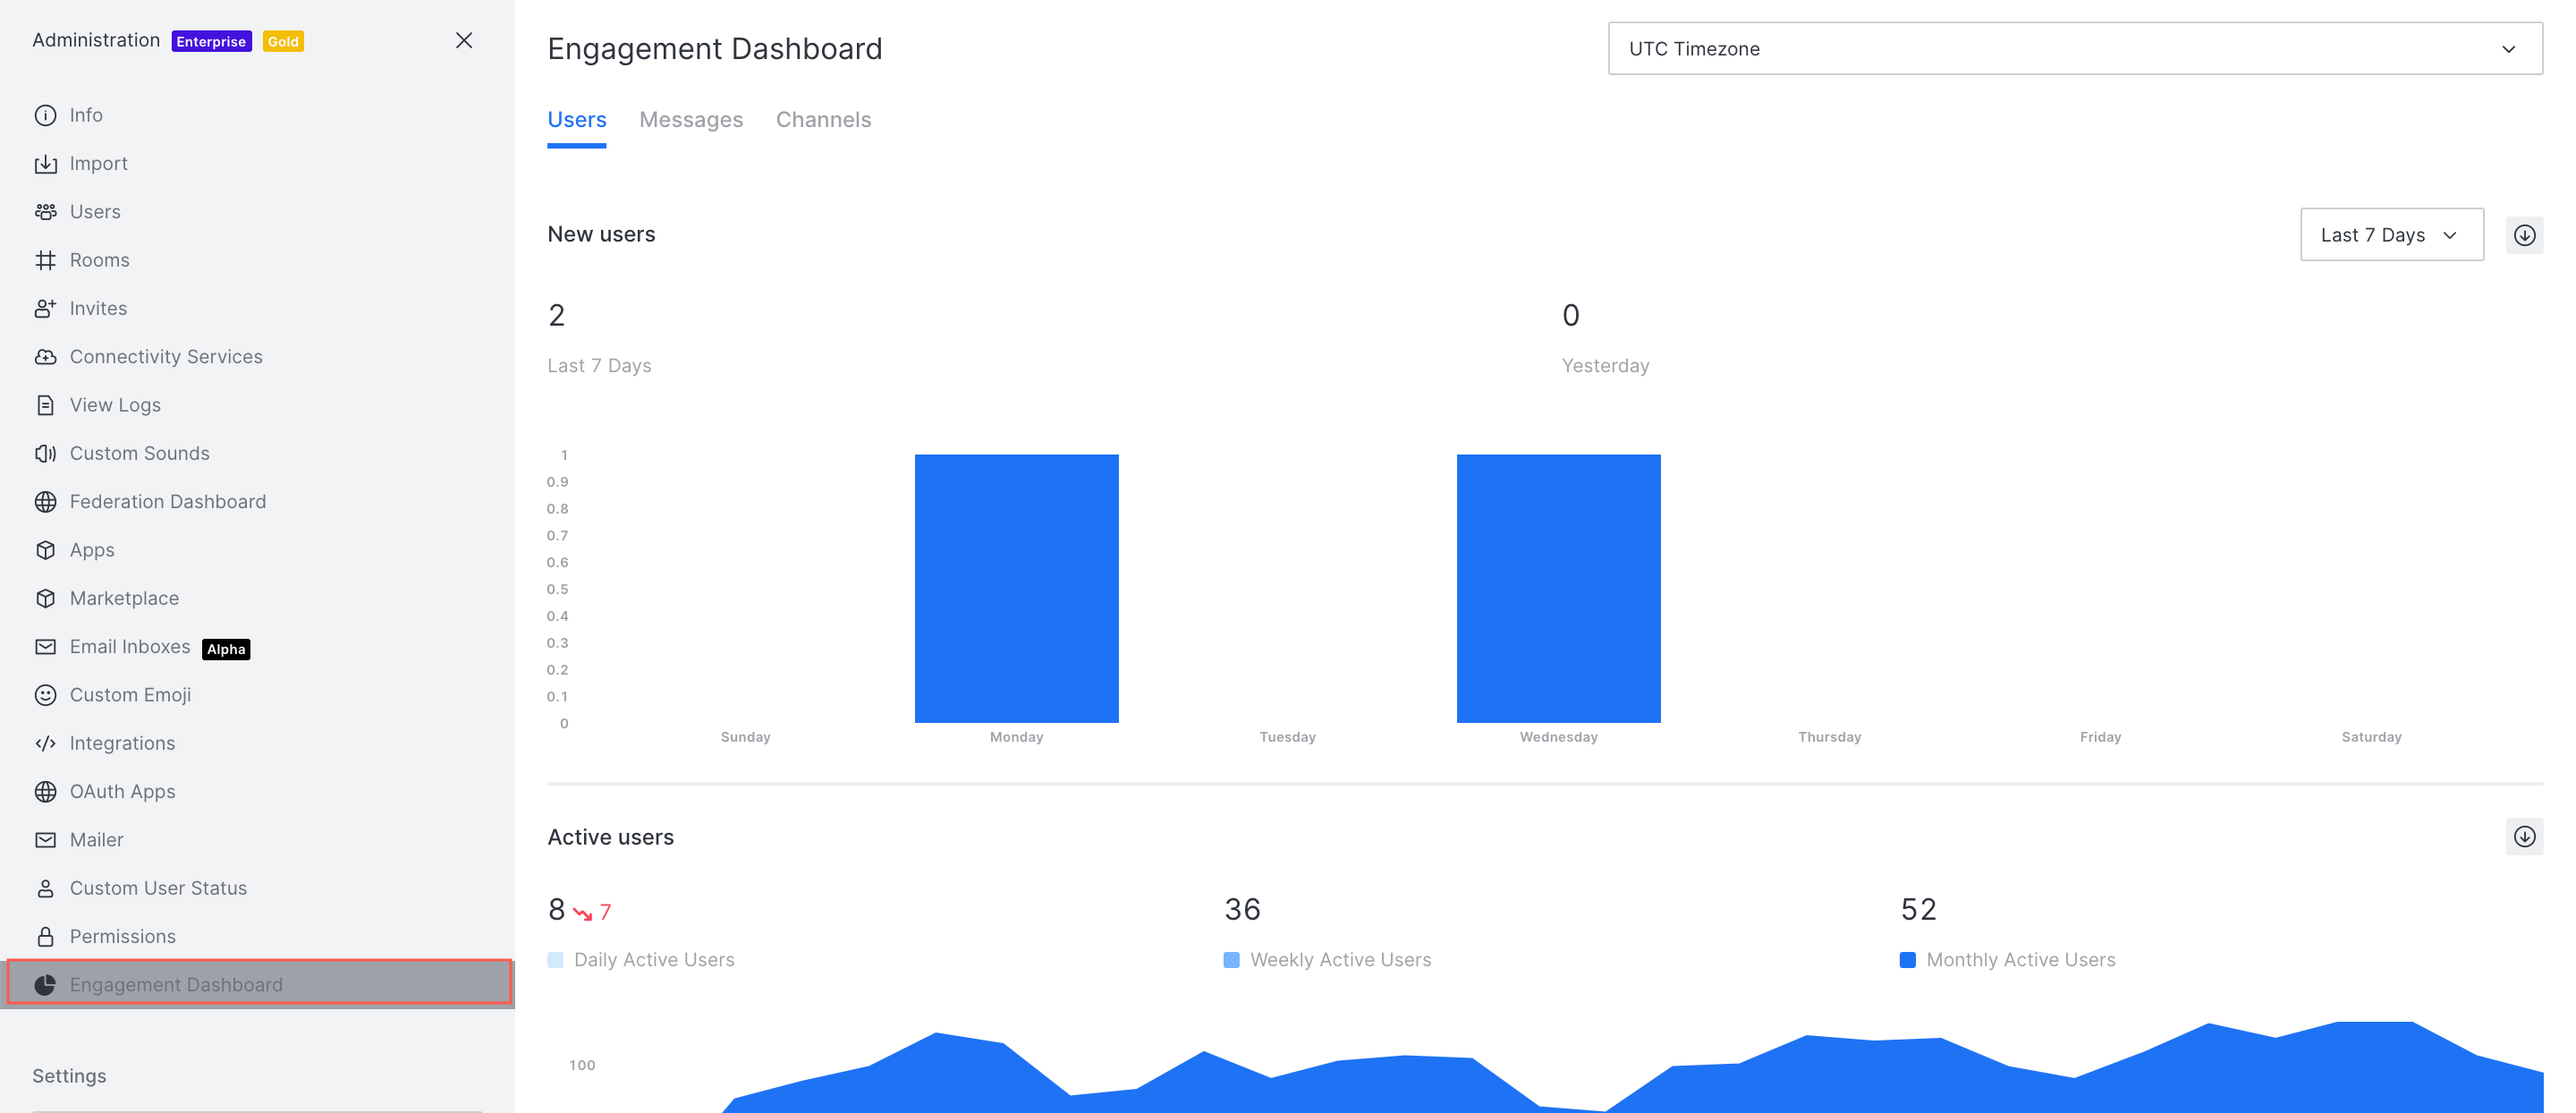 Administration Enterprise Gold
Info
Import
Users
Rooms
Invites
Connectivity Services
View Logs
Custom Sounds
Federation Dashboard
Apps
Marketplace
Email Inboxes Alpha
Custom Emoji
Integrations
OAuth Apps
Mailer
Custom User Status
Permissions
Engagement Dashboard
Settings
Engagement Dashboard
UTC Timezone
Users Messages Channels
New users
Last 7 Days
2
Last 7 Days
0
Yesterday
1
0.9
0.8
0.7
0.6
0.5
0.4
0.3
0.2
0.1
0
Sunday Monday Tuesday Wednesday Thursday Friday Saturday
Active users
8 7
Daily Active Users
36
Weekly Active Users
52
Monthly Active Users
100